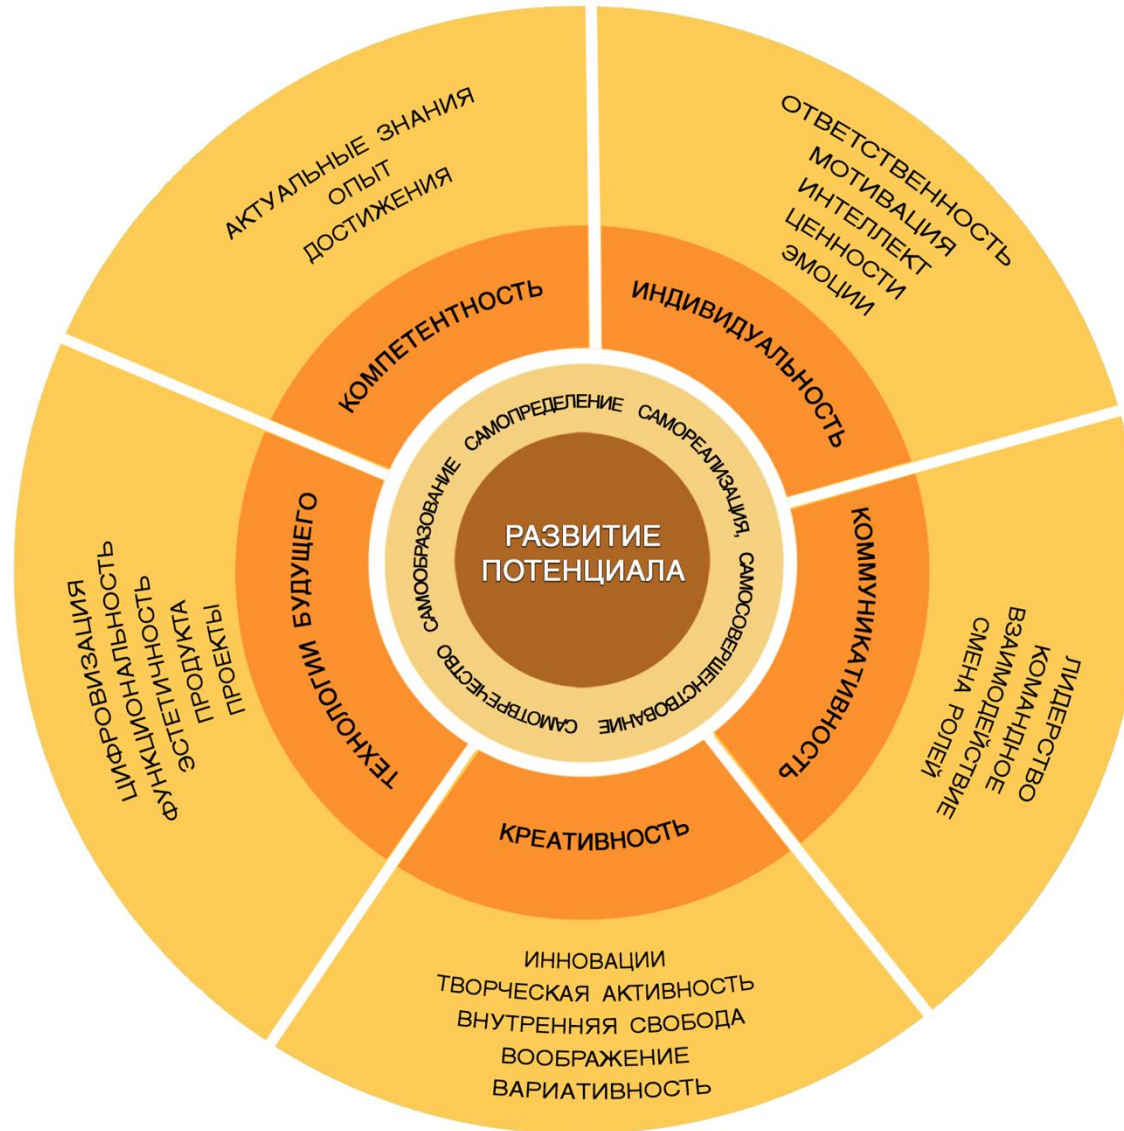 РАЗВИТИЕ
ПОТЕНЦИАЛА
САМООБРАЗОВАНИЕ САМОПРЕДЕЛЕНИЕ САМОРЕАЛИЗАЦИЯ, САМОСОВЕРШЕНСТВОВАНИЕ САМОТВРЕЧЕСТВО
КОМПЕТЕНТНОСТЬ
АКТУАЛЬНЫЕ ЗНАНИЯ
ОПЫТ
ДОСТИЖЕНИЯ
ИНДИВИДУАЛЬНОСТЬ
ОТВЕТСТВЕННОСТЬ
МОТИВАЦИЯ
ИНТЕЛЛЕКТ
ЦЕННОСТИ
ЭМОЦИИ
КОММУНИКАТИВНОСТЬ
ЛИДЕРСТВО
КОМАНДНОЕ
ВЗАИМОДЕЙСТВИЕ
СМЕНА РОЛЕЙ
КРЕАТИВНОСТЬ
ИННОВАЦИИ
ТВОРЧЕСКАЯ АКТИВНОСТЬ
ВНУТРЕННЯЯ СВОБОДА
ВООБРАЖЕНИЕ
ВАРИАТИВНОСТЬ
ТЕХНОЛОГИИ БУДУЩЕГО
ЦИФРОВИЗАЦИЯ
ФУНКЦИОНАЛЬНОСТЬ
ЭСТЕТИЧНОСТЬ
ПРОДУКТА
ПРОЕКТЫ